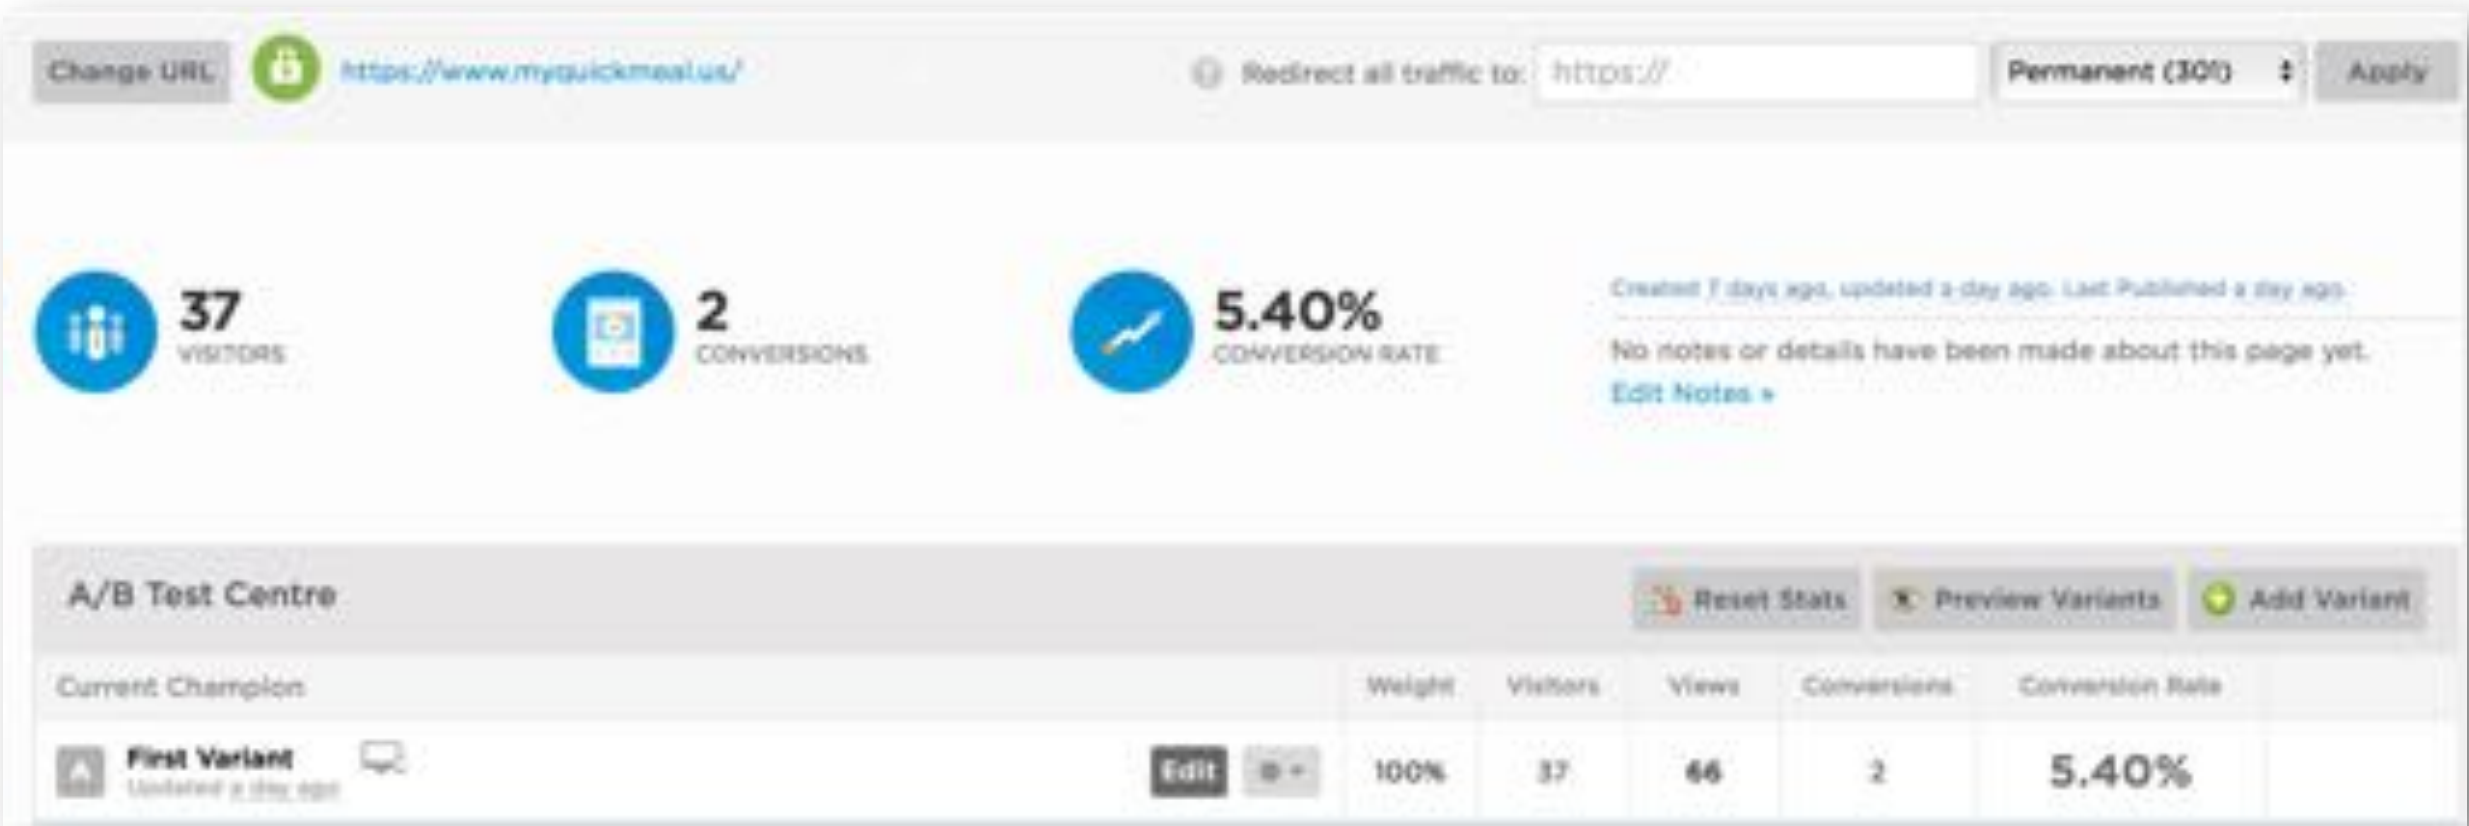 Change URL https://www.myquickmeal.us/ Redirect all traffic to: https:// Permanent (301) Apply
37
VISITORS
2
CONVERSIONS
5.40%
CONVERSION RATE
Created 7 days ago, updated a day ago. Last Published a day ago.
No notes or details have been made about this page yet.
Edit Notes »
A/B Test Centre Reset Stats Preview Variants Add Variant
Current Champion Weight Visitors Views Conversions Conversion Rate
A First Variant Edit 100% 37 66 2 5.40%
Updated a day ago